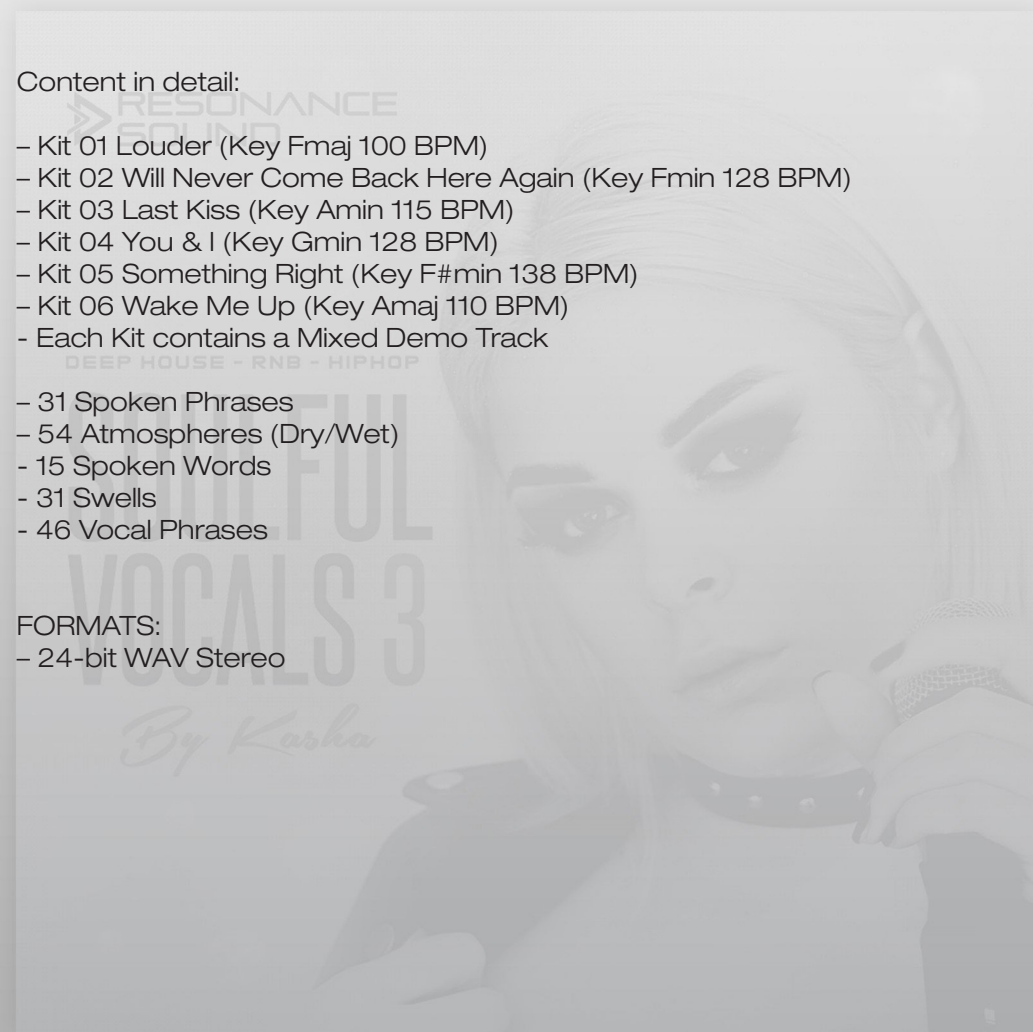 Content in detail:
RESONANCE
SOUND
– Kit 01 Louder (Key Fmaj 100 BPM)
– Kit 02 Will Never Come Back Here Again (Key Fmin 128 BPM)
– Kit 03 Last Kiss (Key Amin 115 BPM)
– Kit 04 You & I (Key Gmin 128 BPM)
– Kit 05 Something Right (Key F#min 138 BPM)
– Kit 06 Wake Me Up (Key Amaj 110 BPM)
- Each Kit contains a Mixed Demo Track
DEEP HOUSE - RNB - HIPHOP
– 31 Spoken Phrases
– 54 Atmospheres (Dry/Wet)
- 15 Spoken Words
- 31 Swells
- 46 Vocal Phrases
SOULFUL
VOCALS 3
FORMATS:
– 24-bit WAV Stereo
By Kasha